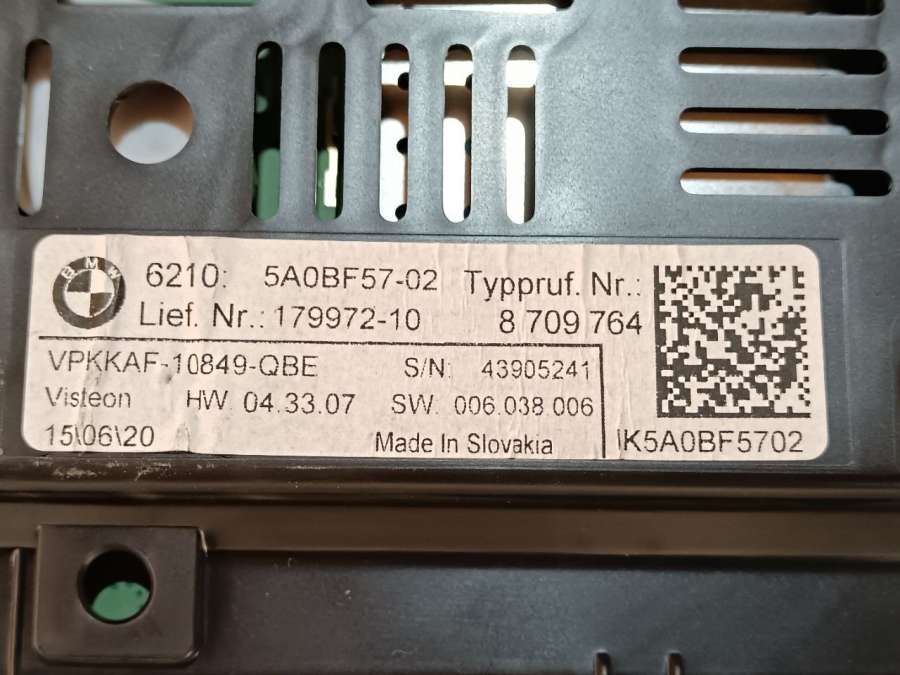 BMW
6210: 5A0BF57-02 Typpruf. Nr.:
Lief. Nr.: 179972-10 8 709 764
VPKKAF-10849-QBE S/N: 43905241
Visteon HW 04.33.07 SW 006.038.006
15\06\20 Made In Slovakia IK5A0BF5702